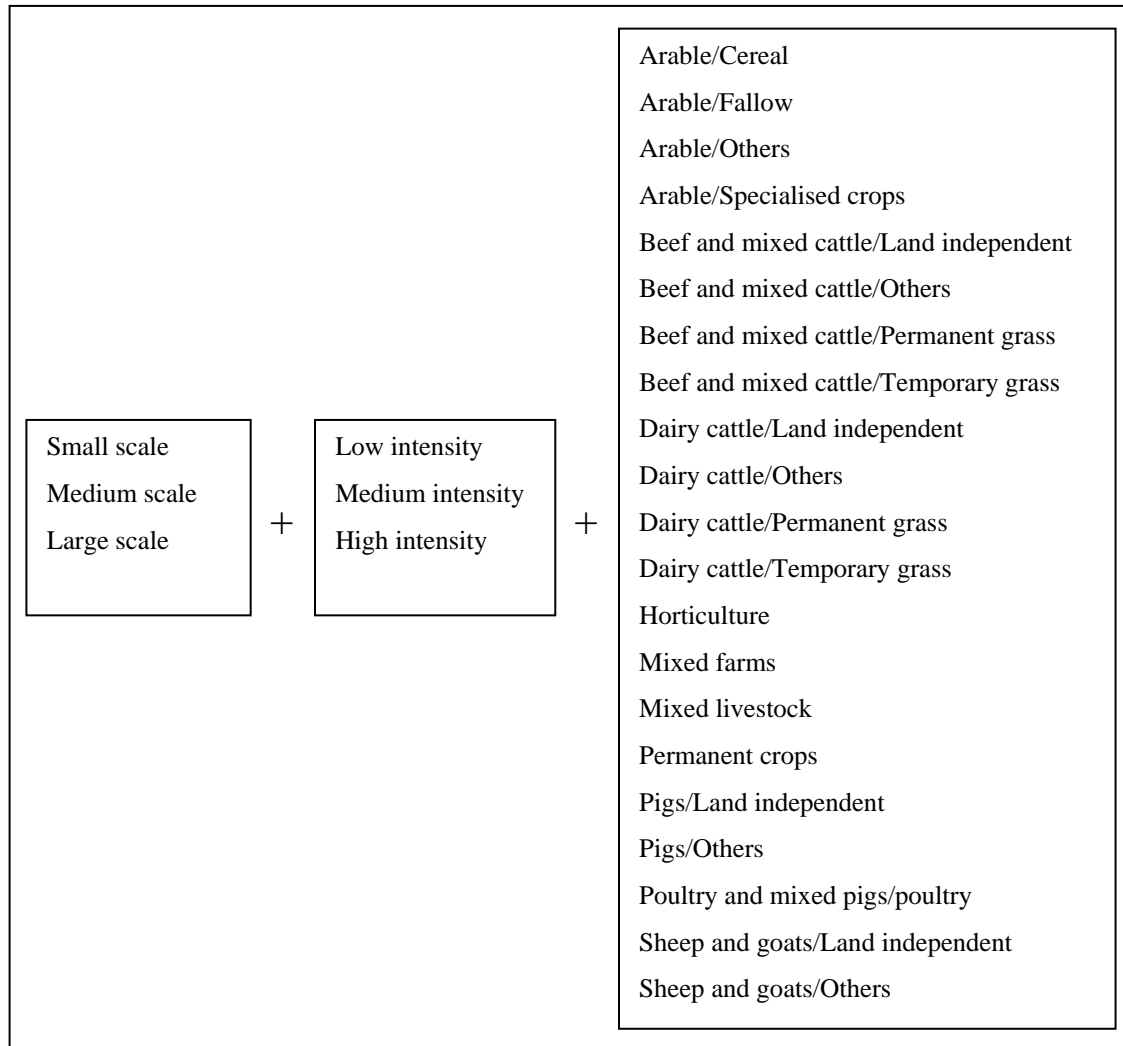 Small scale
Medium scale
Large scale
+
Low intensity
Medium intensity
High intensity
+
Arable/Cereal
Arable/Fallow
Arable/Others
Arable/Specialised crops
Beef and mixed cattle/Land independent
Beef and mixed cattle/Others
Beef and mixed cattle/Permanent grass
Beef and mixed cattle/Temporary grass
Dairy cattle/Land independent
Dairy cattle/Others
Dairy cattle/Permanent grass
Dairy cattle/Temporary grass
Horticulture
Mixed farms
Mixed livestock
Permanent crops
Pigs/Land independent
Pigs/Others
Poultry and mixed pigs/poultry
Sheep and goats/Land independent
Sheep and goats/Others